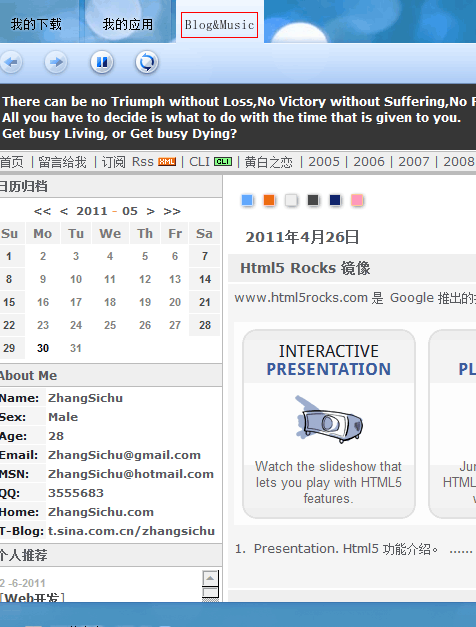 我的下载 我的应用 Blog&Music
There can be no Triumph without Loss,No Victory without Suffering,No
All you have to decide is what to do with the time that is given to you.
Get busy Living, or Get busy Dying?
首页 | 留言给我 | 订阅 Rss XML | CLI CLI | 黄白之恋 | 2005 | 2006 | 2007 | 2008
日历归档
<< < 2011 - 05 > >>
Su Mo Tu We Th Fr Sa
1 2 3 4 5 6 7
8 9 10 11 12 13 14
15 16 17 18 19 20 21
22 23 24 25 26 27 28
29 30 31
About Me
Name: ZhangSichu
Sex: Male
Age: 28
Email: ZhangSichu@gmail.com
MSN: ZhangSichu@hotmail.com
QQ: 3555683
Home: ZhangSichu.com
T-Blog: t.sina.com.cn/zhangsichu
个人推荐
2 -6-2011
[Web开发]
2011年4月26日
Html5 Rocks 镜像
www.html5rocks.com 是 Google 推出的
INTERACTIVE
PRESENTATION
Watch the slideshow that
lets you play with HTML5
features.
PL
Jur
HTML
w
1. Presentation. Html5 功能介绍。 ......